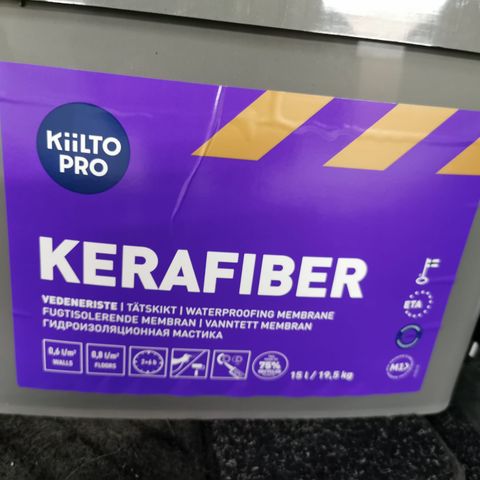 KiiLTO
PRO
KERAFIBER
VEDENERISTE | TÄTSKIKT | WATERPROOFING MEMBRANE
FUGTISOLERENDE MEMBRAN | VANNTETT MEMBRAN
ГИДРОИЗОЛЯЦИОННАЯ МАСТИКА
0,6 l/m²
WALLS
0,8 l/m²
FLOORS
75%
15 l / 19,5 kg
ETA
M1